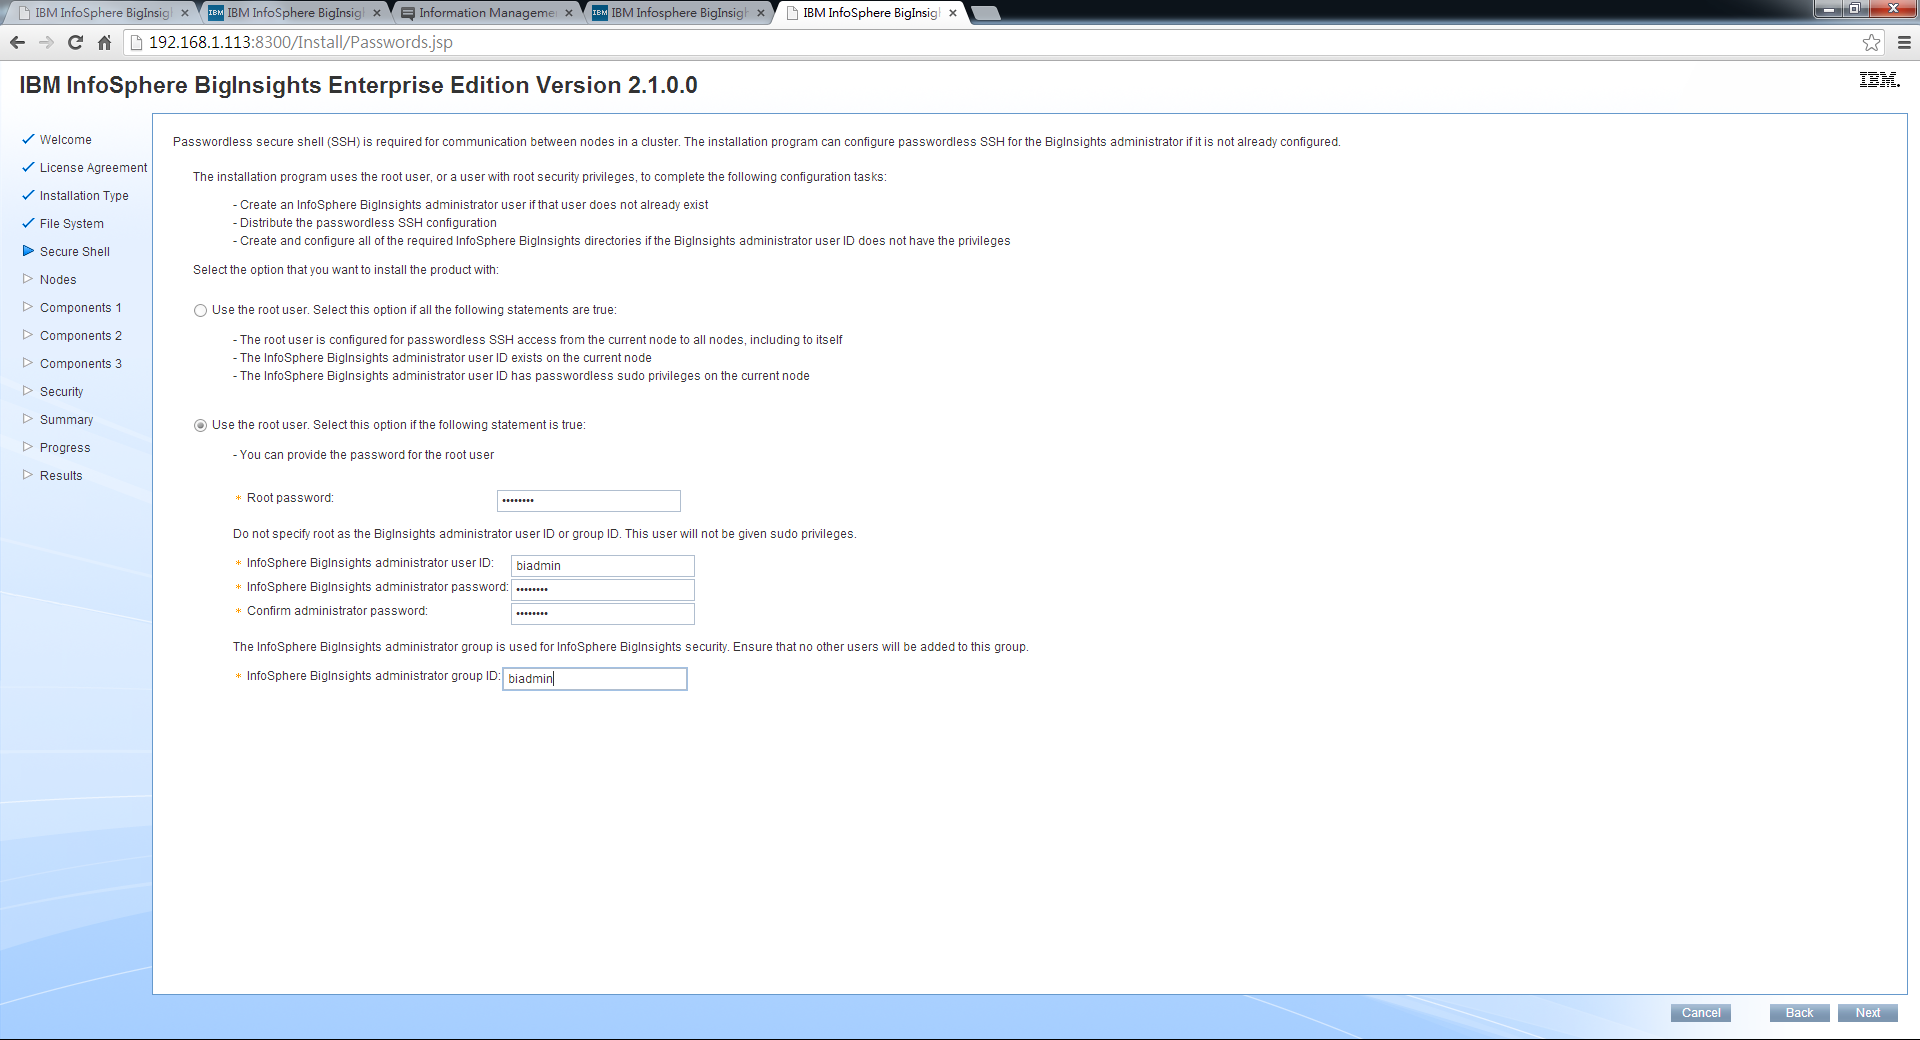 IBM InfoSphere BigInsigh
IBM InfoSphere BigInsigh
Information Manageme
IBM Infosphere BigInsigh
IBM InfoSphere BigInsigh
192.168.1.113:8300/Install/Passwords.jsp
IBM InfoSphere BigInsights Enterprise Edition Version 2.1.0.0
IBM.
Welcome
License Agreement
Installation Type
File System
Secure Shell
Nodes
Components 1
Components 2
Components 3
Security
Summary
Progress
Results
Passwordless secure shell (SSH) is required for communication between nodes in a cluster. The installation program can configure passwordless SSH for the BigInsights administrator if it is not already configured.
The installation program uses the root user, or a user with root security privileges, to complete the following configuration tasks:
- Create an InfoSphere BigInsights administrator user if that user does not already exist
- Distribute the passwordless SSH configuration
- Create and configure all of the required InfoSphere BigInsights directories if the BigInsights administrator user ID does not have the privileges
Select the option that you want to install the product with:
Use the root user. Select this option if all the following statements are true:
- The root user is configured for passwordless SSH access from the current node to all nodes, including to itself
- The InfoSphere BigInsights administrator user ID exists on the current node
- The InfoSphere BigInsights administrator user ID has passwordless sudo privileges on the current node
Use the root user. Select this option if the following statement is true:
- You can provide the password for the root user
* Root password: ••••••••
Do not specify root as the BigInsights administrator user ID or group ID. This user will not be given sudo privileges.
* InfoSphere BigInsights administrator user ID: biadmin
* InfoSphere BigInsights administrator password: ••••••••
* Confirm administrator password: ••••••••
The InfoSphere BigInsights administrator group is used for InfoSphere BigInsights security. Ensure that no other users will be added to this group.
* InfoSphere BigInsights administrator group ID: biadmin
Cancel
Back
Next